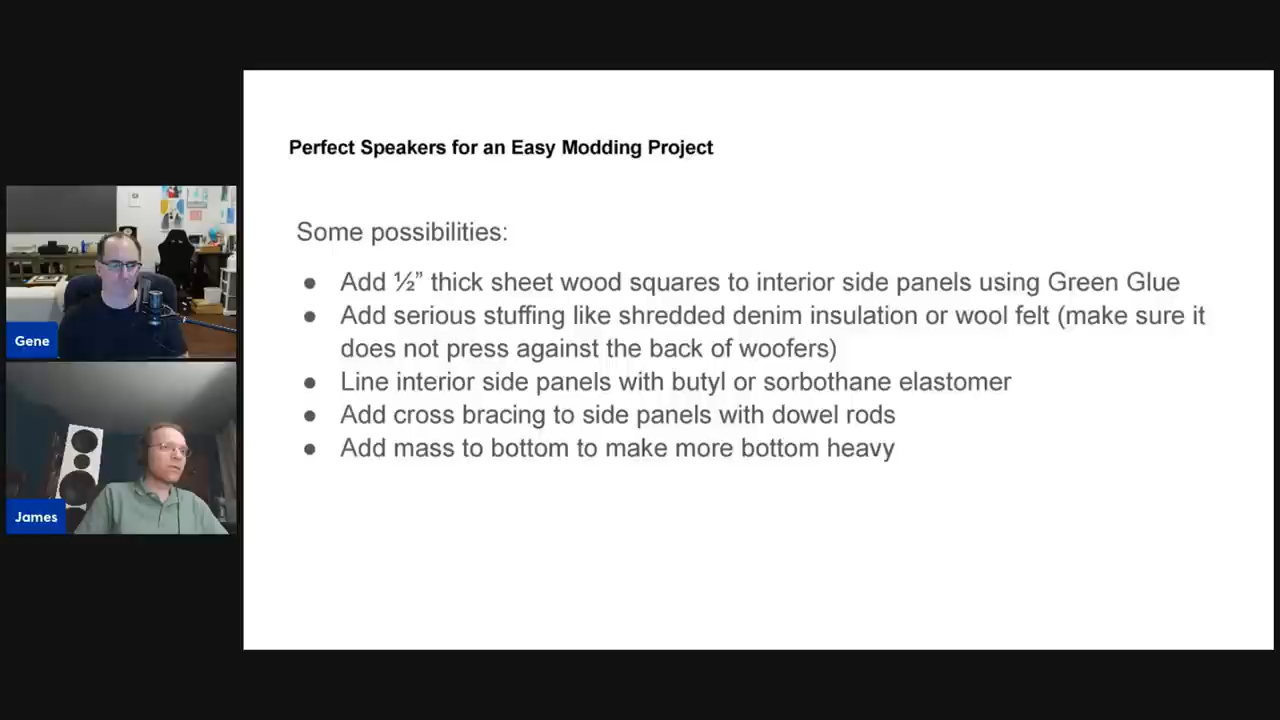 Perfect Speakers for an Easy Modding Project
Some possibilities:
● Add ½” thick sheet wood squares to interior side panels using Green Glue
● Add serious stuffing like shredded denim insulation or wool felt (make sure it
does not press against the back of woofers)
● Line interior side panels with butyl or sorbothane elastomer
● Add cross bracing to side panels with dowel rods
● Add mass to bottom to make more bottom heavy
Gene
James